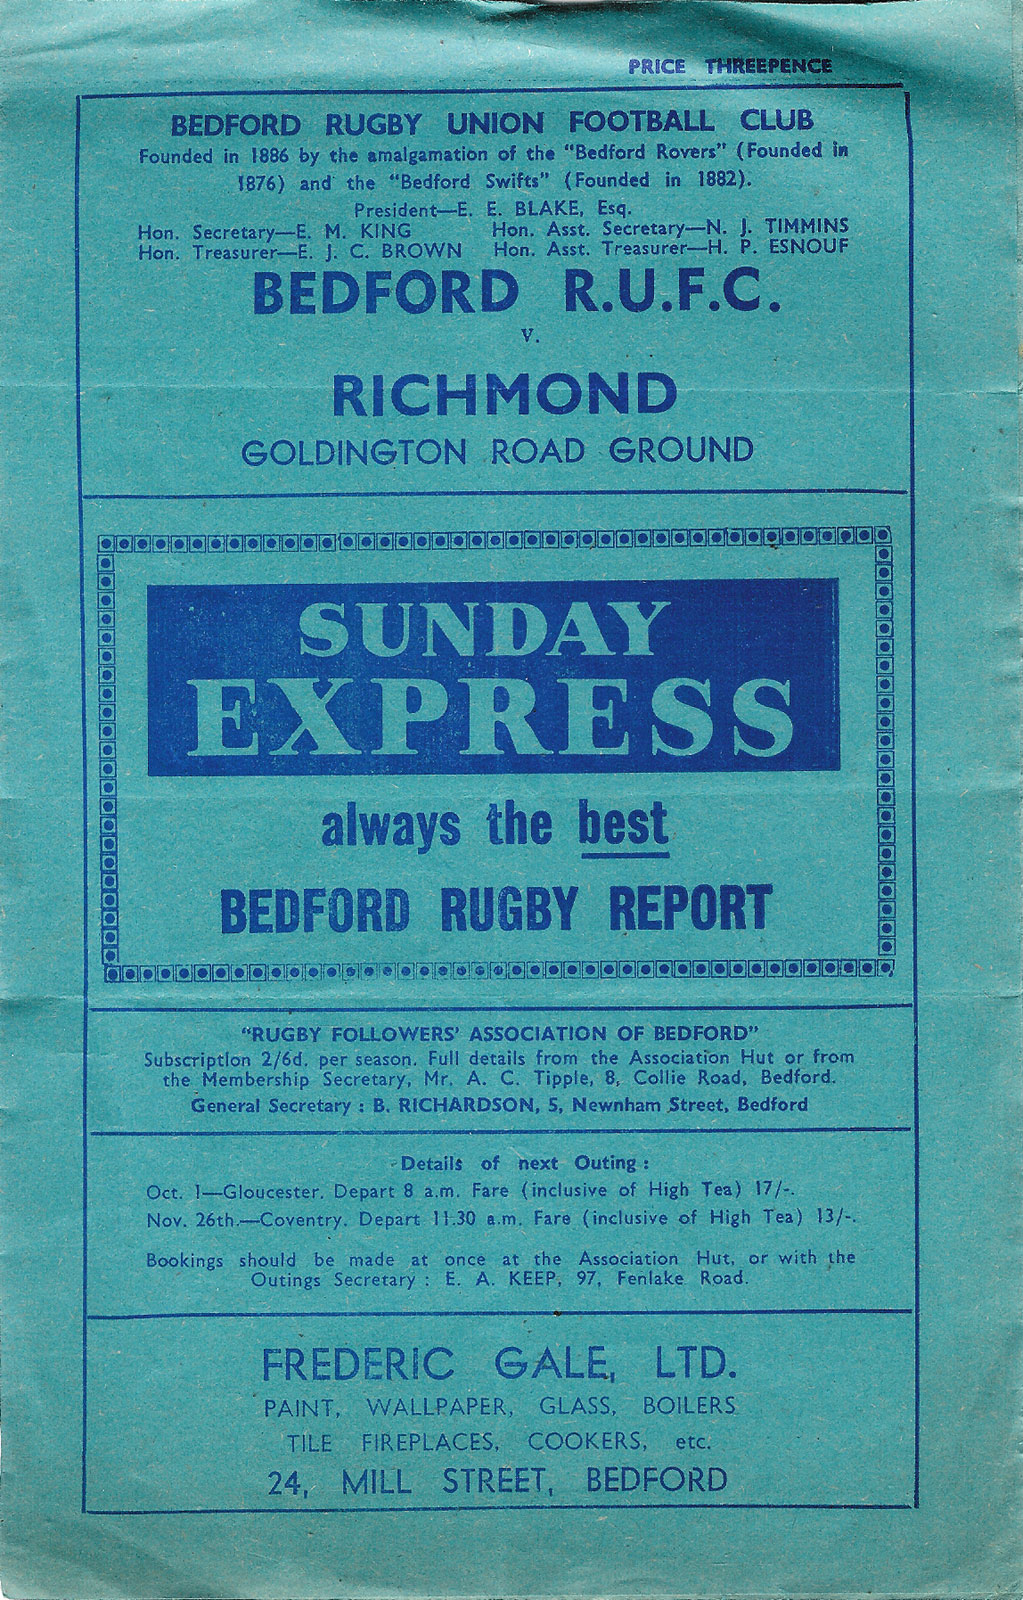 PRICE THREEPENCE
BEDFORD RUGBY UNION FOOTBALL CLUB
Founded in 1886 by the amalgamation of the "Bedford Rovers" (Founded in
1876) and the "Bedford Swifts" (Founded in 1882).
President—E. E. BLAKE, Esq.
Hon. Secretary—E. M. KING Hon. Asst. Secretary—N. J. TIMMINS
Hon. Treasurer—E. J. C. BROWN Hon. Asst. Treasurer—H. P. ESNOUF
BEDFORD R.U.F.C.
v.
RICHMOND
GOLDINGTON ROAD GROUND
SUNDAY
EXPRESS
always the best
BEDFORD RUGBY REPORT
"RUGBY FOLLOWERS' ASSOCIATION OF BEDFORD"
Subscription 2/6d. per season. Full details from the Association Hut or from
the Membership Secretary, Mr. A. C. Tipple, 8, Collie Road, Bedford.
General Secretary : B. RICHARDSON, 5, Newnham Street, Bedford
Details of next Outing :
Oct. 1—Gloucester. Depart 8 a.m. Fare (inclusive of High Tea) 17/-.
Nov. 26th.—Coventry. Depart 11.30 a.m. Fare (inclusive of High Tea) 13/-.
Bookings should be made at once at the Association Hut, or with the
Outings Secretary : E. A. KEEP, 97, Fenlake Road.
FREDERIC GALE, LTD.
PAINT, WALLPAPER, GLASS, BOILERS
TILE FIREPLACES, COOKERS, etc.
24, MILL STREET, BEDFORD